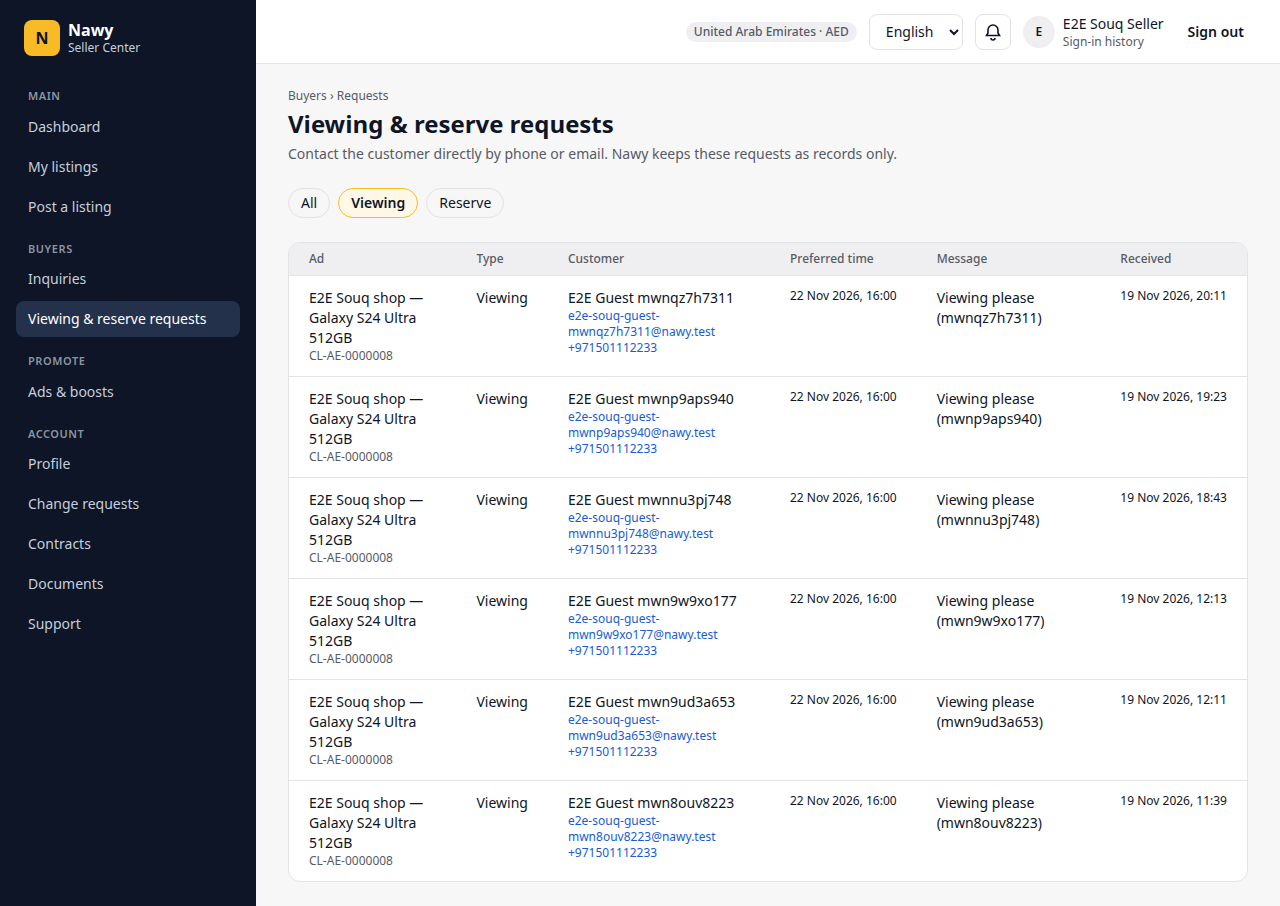 N
Nawy
Seller Center
MAIN
Dashboard
My listings
Post a listing
BUYERS
Inquiries
Viewing & reserve requests
PROMOTE
Ads & boosts
ACCOUNT
Profile
Change requests
Contracts
Documents
Support
United Arab Emirates · AED
English
E
E2E Souq Seller
Sign-in history
Sign out
Buyers › Requests
Viewing & reserve requests
Contact the customer directly by phone or email. Nawy keeps these requests as records only.
All
Viewing
Reserve
Ad Type Customer Preferred time Message Received
E2E Souq shop —
Galaxy S24 Ultra
512GB
CL-AE-0000008
Viewing
E2E Guest mwnqz7h7311
e2e-souq-guest-
mwnqz7h7311@nawy.test
+971501112233
22 Nov 2026, 16:00
Viewing please
(mwnqz7h7311)
19 Nov 2026, 20:11
E2E Souq shop —
Galaxy S24 Ultra
512GB
CL-AE-0000008
Viewing
E2E Guest mwnp9aps940
e2e-souq-guest-
mwnp9aps940@nawy.test
+971501112233
22 Nov 2026, 16:00
Viewing please
(mwnp9aps940)
19 Nov 2026, 19:23
E2E Souq shop —
Galaxy S24 Ultra
512GB
CL-AE-0000008
Viewing
E2E Guest mwnnu3pj748
e2e-souq-guest-
mwnnu3pj748@nawy.test
+971501112233
22 Nov 2026, 16:00
Viewing please
(mwnnu3pj748)
19 Nov 2026, 18:43
E2E Souq shop —
Galaxy S24 Ultra
512GB
CL-AE-0000008
Viewing
E2E Guest mwn9w9xo177
e2e-souq-guest-
mwn9w9xo177@nawy.test
+971501112233
22 Nov 2026, 16:00
Viewing please
(mwn9w9xo177)
19 Nov 2026, 12:13
E2E Souq shop —
Galaxy S24 Ultra
512GB
CL-AE-0000008
Viewing
E2E Guest mwn9ud3a653
e2e-souq-guest-
mwn9ud3a653@nawy.test
+971501112233
22 Nov 2026, 16:00
Viewing please
(mwn9ud3a653)
19 Nov 2026, 12:11
E2E Souq shop —
Galaxy S24 Ultra
512GB
CL-AE-0000008
Viewing
E2E Guest mwn8ouv8223
e2e-souq-guest-
mwn8ouv8223@nawy.test
+971501112233
22 Nov 2026, 16:00
Viewing please
(mwn8ouv8223)
19 Nov 2026, 11:39